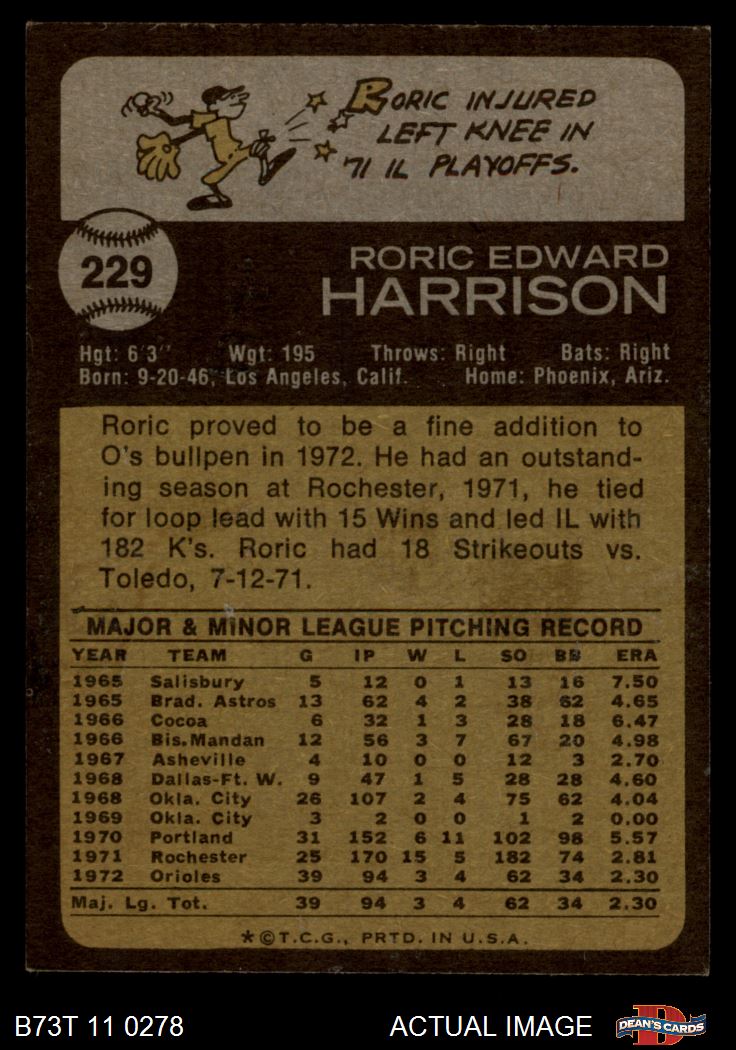 RORIC INJURED
LEFT KNEE IN
'71 IL PLAYOFFS.
229
RORIC EDWARD
HARRISON
Hgt: 6'3" Wgt: 195 Throws: Right Bats: Right
Born: 9-20-46, Los Angeles, Calif. Home: Phoenix, Ariz.
Roric proved to be a fine addition to
O's bullpen in 1972. He had an outstand-
ing season at Rochester, 1971, he tied
for loop lead with 15 Wins and led IL with
182 K's. Roric had 18 Strikeouts vs.
Toledo, 7-12-71.
MAJOR & MINOR LEAGUE PITCHING RECORD
YEAR TEAM G IP W L SO BB ERA
1965 Salisbury 5 12 0 1 13 16 7.50
1965 Brad. Astros 13 62 4 2 38 62 4.65
1966 Cocoa 6 32 1 3 28 18 6.47
1966 Bis.Mandan 12 56 3 7 67 20 4.98
1967 Asheville 4 10 0 0 12 3 2.70
1968 Dallas-Ft. W. 9 47 1 5 28 28 4.60
1968 Okla. City 26 107 2 4 75 62 4.04
1969 Okla. City 3 2 0 0 1 2 0.00
1970 Portland 31 152 6 11 102 98 5.57
1971 Rochester 25 170 15 5 182 74 2.81
1972 Orioles 39 94 3 4 62 34 2.30
Maj. Lg. Tot. 39 94 3 4 62 34 2.30
*©T.C.G., PRTD. IN U.S.A.
B73T 11 0278 ACTUAL IMAGE
D DEAN'S CARDS